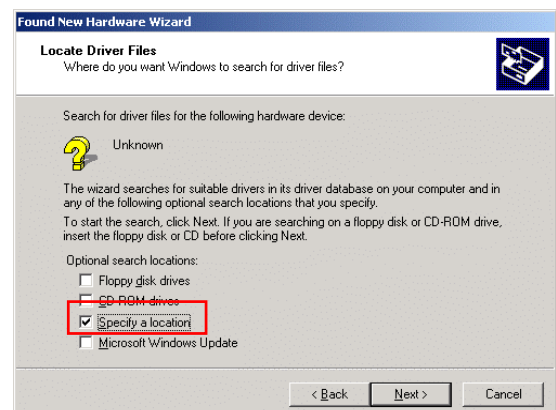 Found New Hardware Wizard
Locate Driver Files
Where do you want Windows to search for driver files?
Search for driver files for the following hardware device:
Unknown
The wizard searches for suitable drivers in its driver database on your computer and in
any of the following optional search locations that you specify.
To start the search, click Next. If you are searching on a floppy disk or CD-ROM drive,
insert the floppy disk or CD before clicking Next.
Optional search locations:
Floppy disk drives
CD-ROM drives
Specify a location
Microsoft Windows Update
< Back
Next >
Cancel